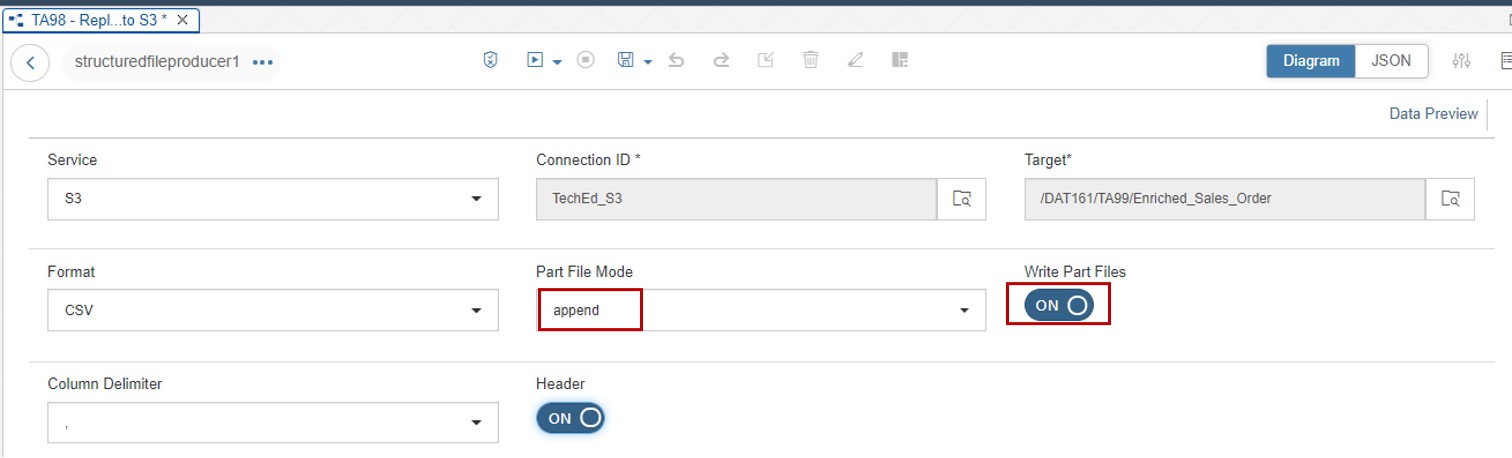 TA98 - Repl...to S3 *
structuredfileproducer1
Diagram JSON
Data Preview
Service Connection ID * Target*
S3 TechEd_S3 /DAT161/TA99/Enriched_Sales_Order
Format Part File Mode Write Part Files
CSV append ON
Column Delimiter Header
, ON